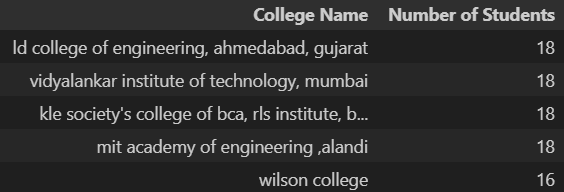 College Name Number of Students
ld college of engineering, ahmedabad, gujarat 18
vidyalankar institute of technology, mumbai 18
kle society's college of bca, rls institute, b... 18
mit academy of engineering ,alandi 18
wilson college 16